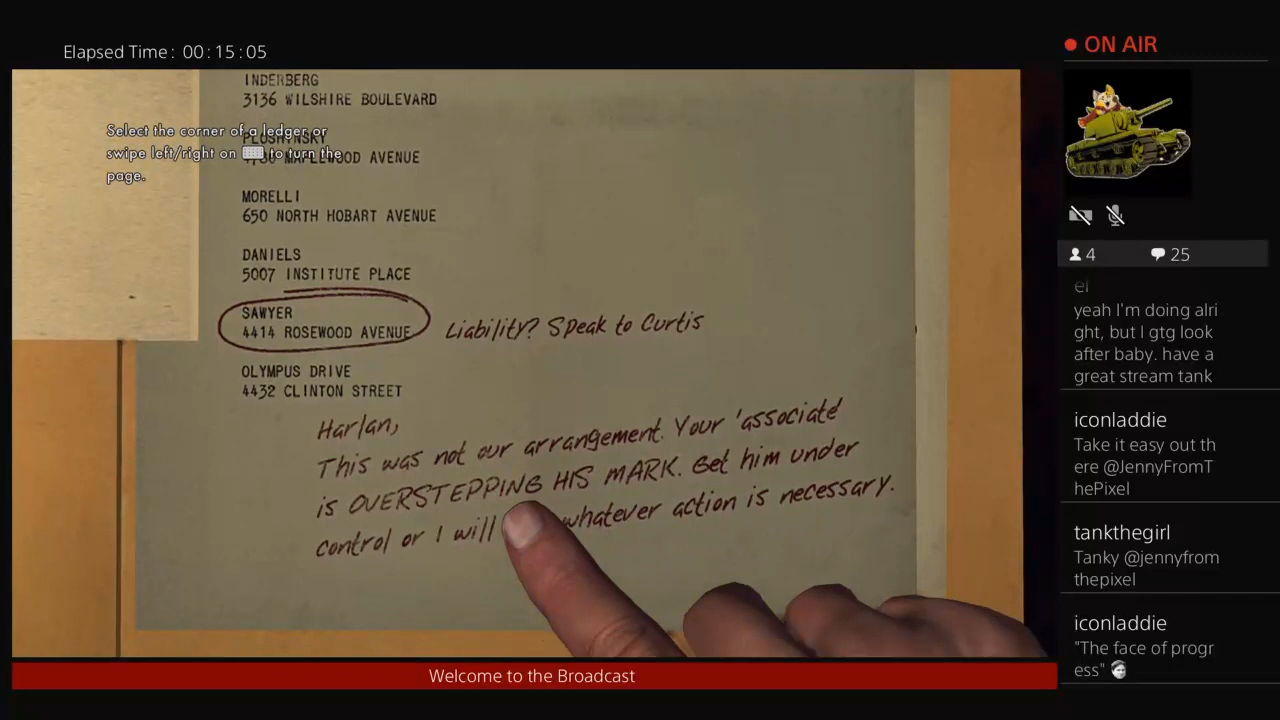 Elapsed Time: 00:15:05
ON AIR
INDERBERG
3136 WILSHIRE BOULEVARD
Select the corner of a ledger or
swipe left/right on to turn the
page.
PLOSHYNSKY
MAPLEWOOD AVENUE
MORELLI
650 NORTH HOBART AVENUE
DANIELS
5007 INSTITUTE PLACE
SAWYER
4414 ROSEWOOD AVENUE
Liability? Speak to Curtis
OLYMPUS DRIVE
4432 CLINTON STREET
Harlan,
This was not our arrangement. Your 'associate'
is OVERSTEPPING HIS MARK. Get him under
control or I will whatever action is necessary.
4 25
el
yeah I'm doing alri
ght, but I gtg look
after baby. have a
great stream tank
iconladdie
Take it easy out th
ere @JennyFromT
hePixel
tankthegirl
Tanky @jennyfrom
thepixel
iconladdie
"The face of progr
ess"
Welcome to the Broadcast